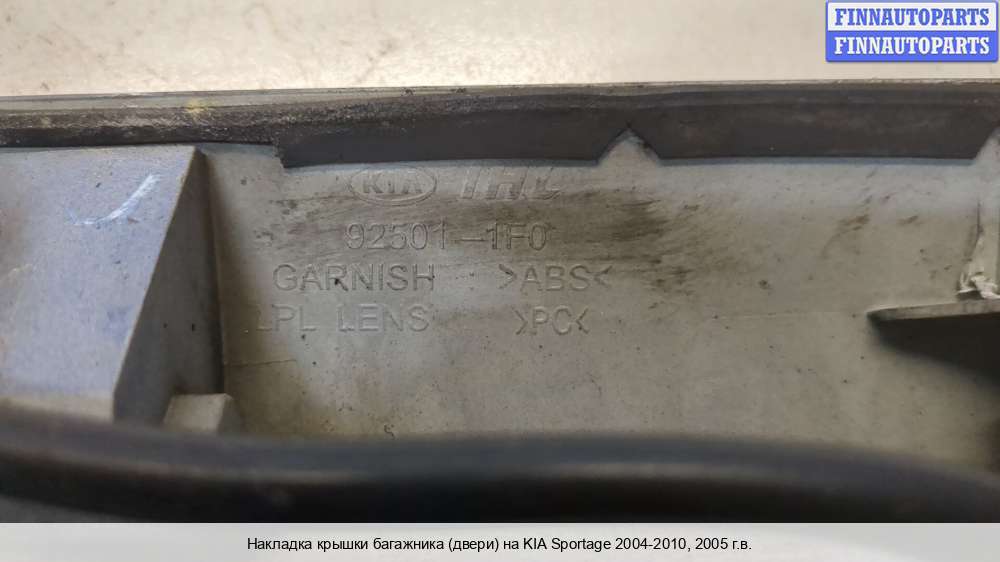 FINNAUTOPARTS
FINNAUTOPARTS
KIA IHL
92501-1F0
GARNISH >ABS<
LPL LENS >PC<
Накладка крышки багажника (двери) на KIA Sportage 2004-2010, 2005 г.в.